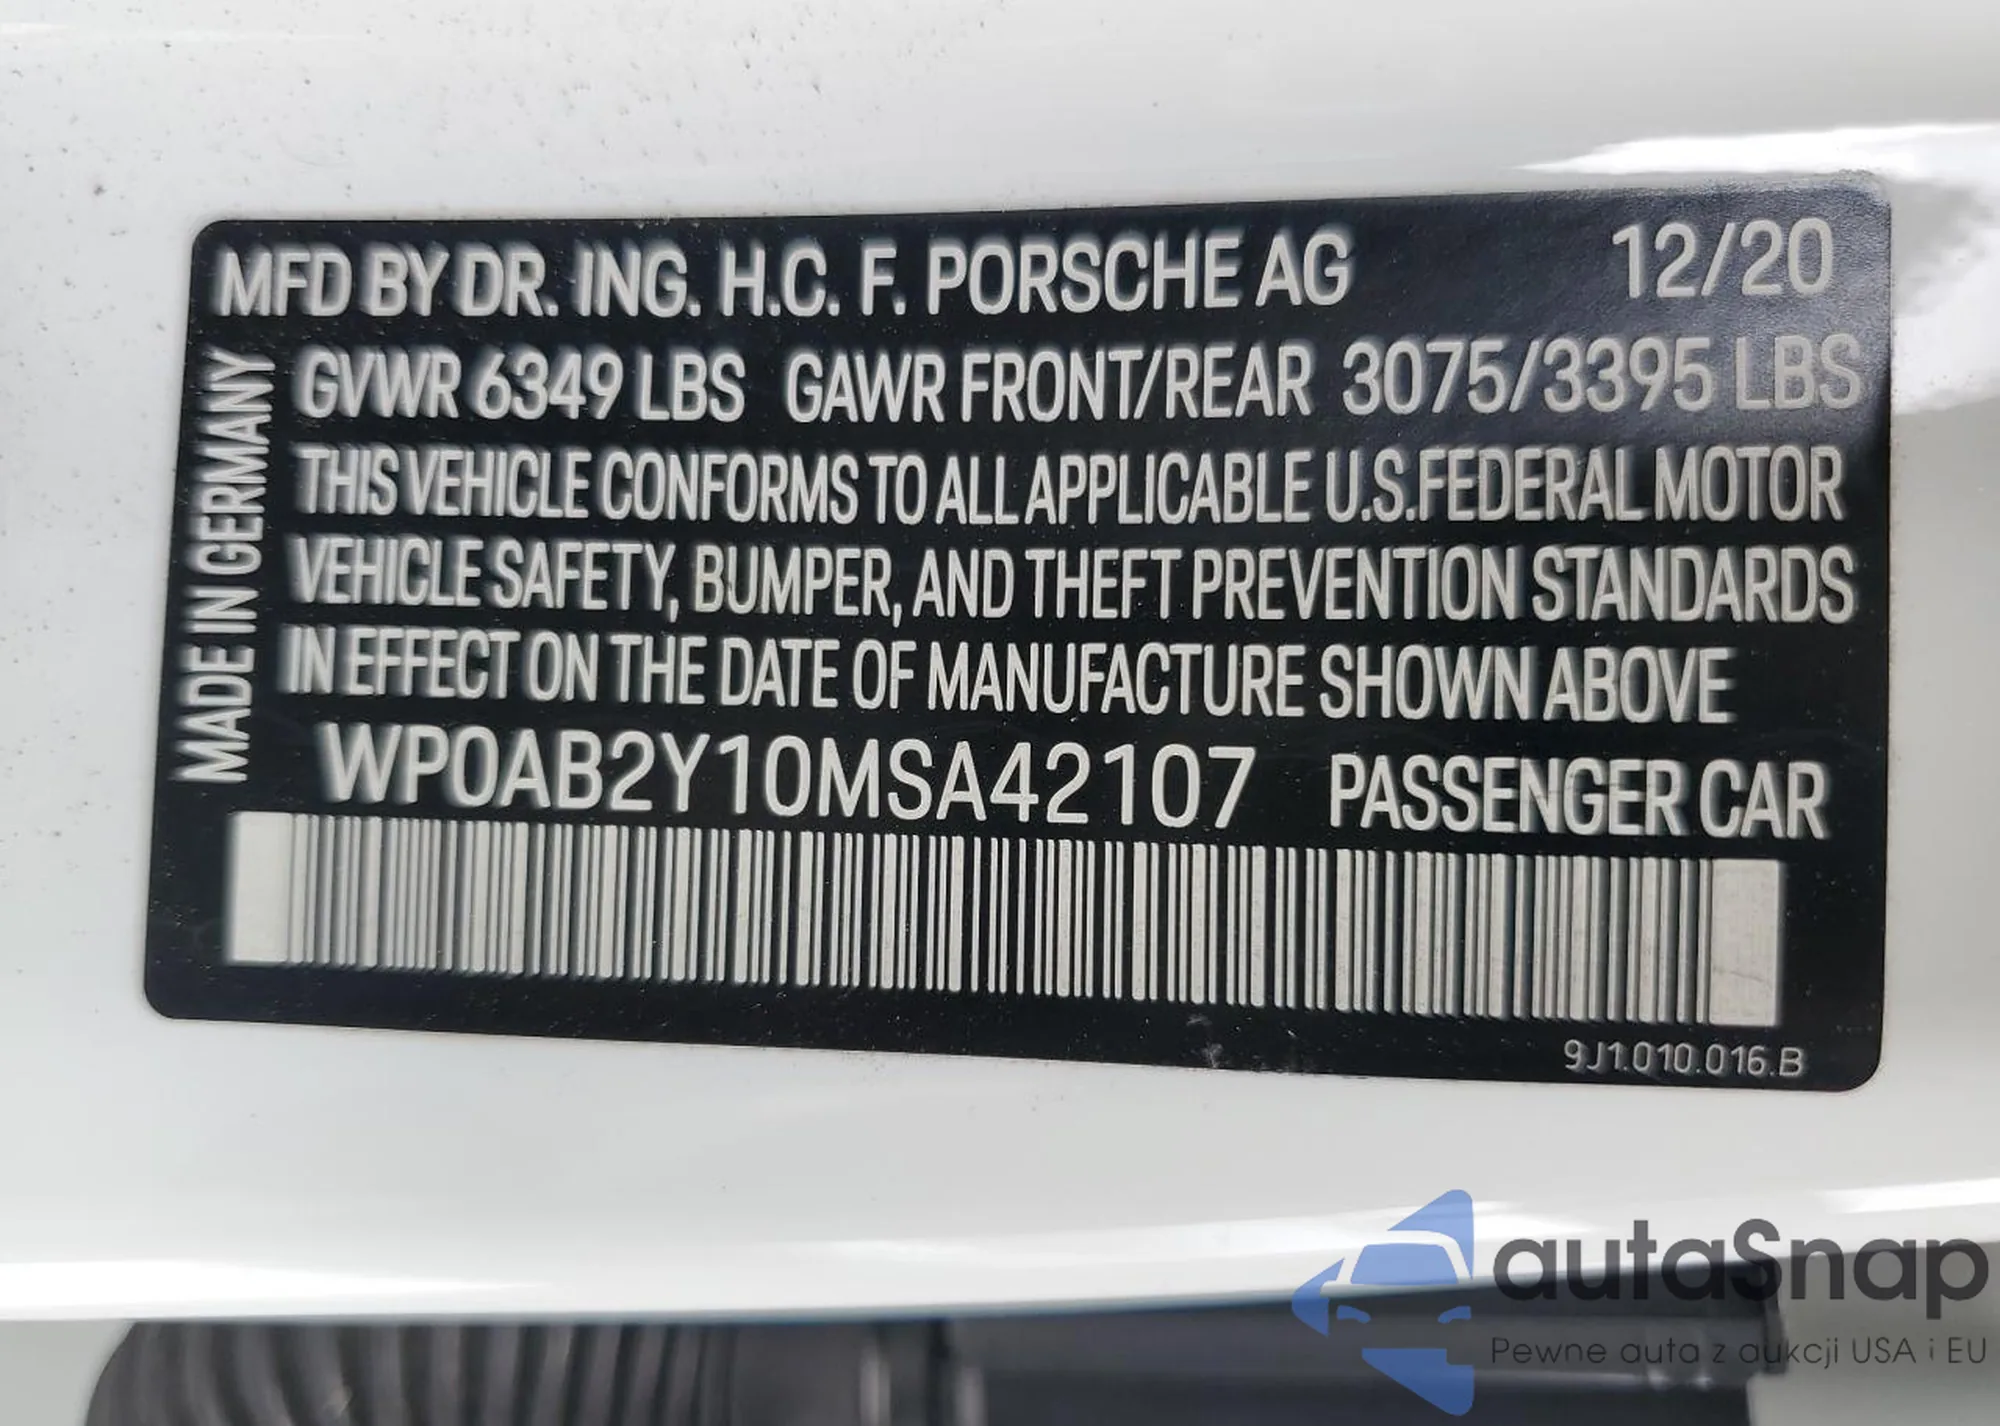 MFD BY DR. ING. H.C. F. PORSCHE AG 12/20
GVWR 6349 LBS GAWR FRONT/REAR 3075/3395 LBS
THIS VEHICLE CONFORMS TO ALL APPLICABLE U.S.FEDERAL MOTOR
VEHICLE SAFETY, BUMPER, AND THEFT PREVENTION STANDARDS
IN EFFECT ON THE DATE OF MANUFACTURE SHOWN ABOVE
WP0AB2Y10MSA42107 PASSENGER CAR
MADE IN GERMANY
9J1.010.016.B
autaSnap
Pewne auta z aukcji USA i EU